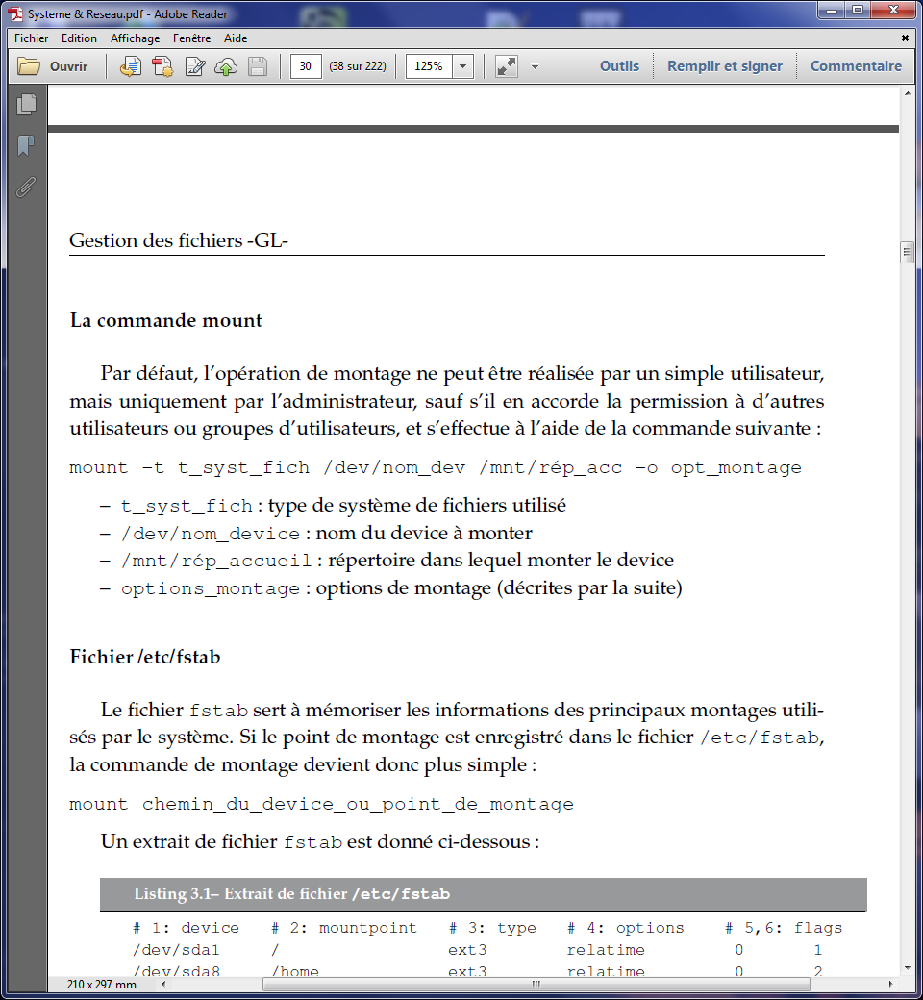 Systeme & Reseau.pdf - Adobe Reader
Fichier Edition Affichage Fenêtre Aide
Ouvrir 30 (38 sur 222) 125% Outils Remplir et signer Commentaire
Gestion des fichiers -GL-
La commande mount
Par défaut, l'opération de montage ne peut être réalisée par un simple utilisateur,
mais uniquement par l'administrateur, sauf s'il en accorde la permission à d'autres
utilisateurs ou groupes d'utilisateurs, et s'effectue à l'aide de la commande suivante :
mount -t t_syst_fich /dev/nom_dev /mnt/rép_acc -o opt_montage
– t_syst_fich : type de système de fichiers utilisé
– /dev/nom_device : nom du device à monter
– /mnt/rép_accueil : répertoire dans lequel monter le device
– options_montage : options de montage (décrites par la suite)
Fichier /etc/fstab
Le fichier fstab sert à mémoriser les informations des principaux montages utili-
sés par le système. Si le point de montage est enregistré dans le fichier /etc/fstab,
la commande de montage devient donc plus simple :
mount chemin_du_device_ou_point_de_montage
Un extrait de fichier fstab est donné ci-dessous :
Listing 3.1– Extrait de fichier /etc/fstab
# 1: device # 2: mountpoint # 3: type # 4: options # 5,6: flags
/dev/sda1 / ext3 relatime 0 1
/dev/sda8 /home ext3 relatime 0 2
210 x 297 mm